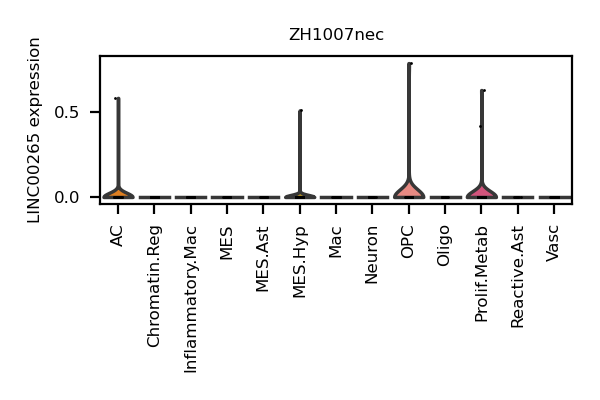 ZH1007nec
LINC00265 expression
0.5
0.0
AC
Chromatin.Reg
Inflammatory.Mac
MES
MES.Ast
MES.Hyp
Mac
Neuron
OPC
Oligo
Prolif.Metab
Reactive.Ast
Vasc